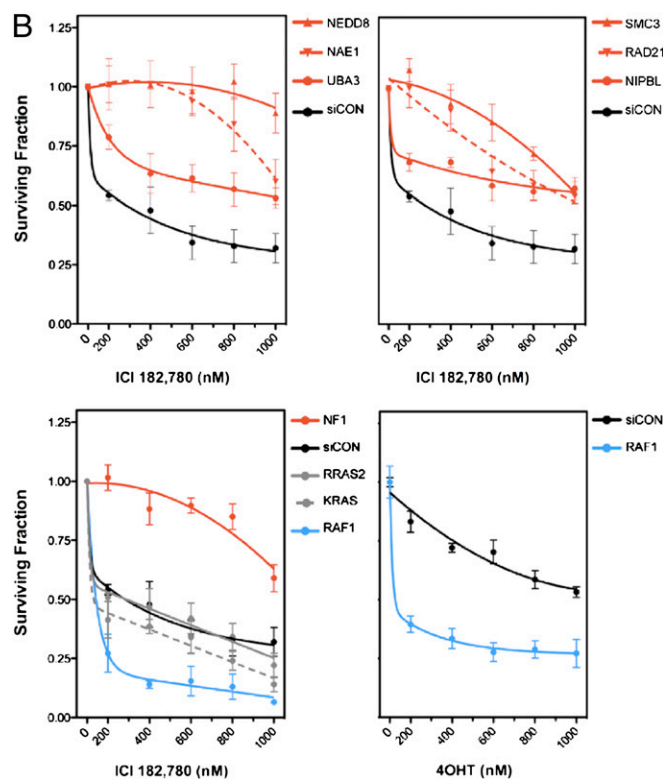 B
1.25
1.00
0.75
0.50
0.25
0.00
Surviving Fraction
0
200
400
600
800
1000
ICI 182,780 (nM)
NEDD8
NAE1
UBA3
siCON
0
200
400
600
800
1000
ICI 182,780 (nM)
SMC3
RAD21
NIPBL
siCON
1.25
1.00
0.75
0.50
0.25
0.00
Surviving Fraction
0
200
400
600
800
1000
ICI 182,780 (nM)
NF1
siCON
RRAS2
KRAS
RAF1
0
200
400
600
800
1000
4OHT (nM)
siCON
RAF1